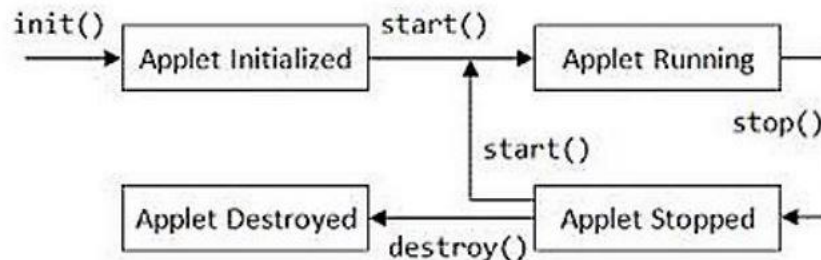 init()
start()
Applet Initialized
Applet Running
stop()
start()
Applet Destroyed
Applet Stopped
destroy()